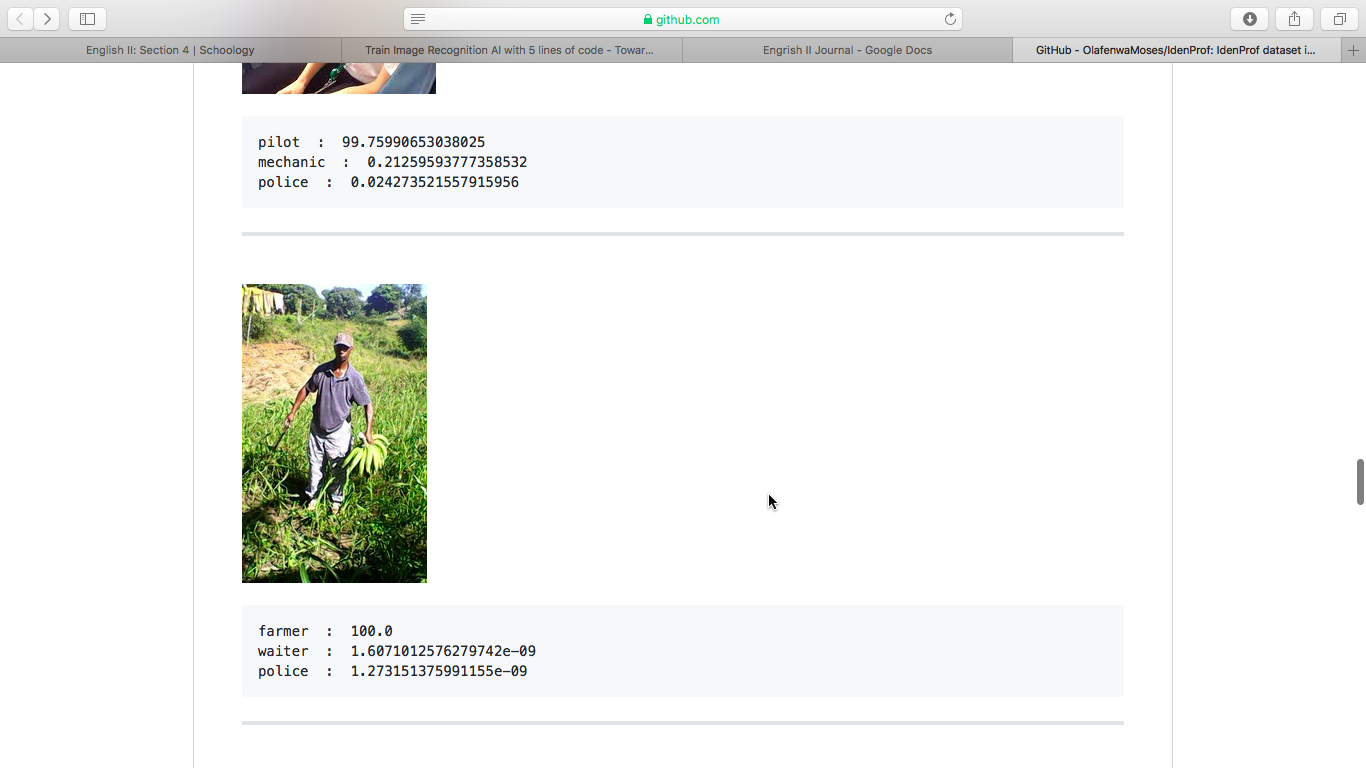 github.com
English II: Section 4 | Schoology
Train Image Recognition AI with 5 lines of code - Towar...
Engrish II Journal - Google Docs
GitHub - OlafenwaMoses/IdenProf: IdenProf dataset i...
pilot  :  99.75990653038025
mechanic  :  0.21259593777358532
police  :  0.024273521557915956
farmer  :  100.0
waiter  :  1.6071012576279742e-09
police  :  1.273151375991155e-09